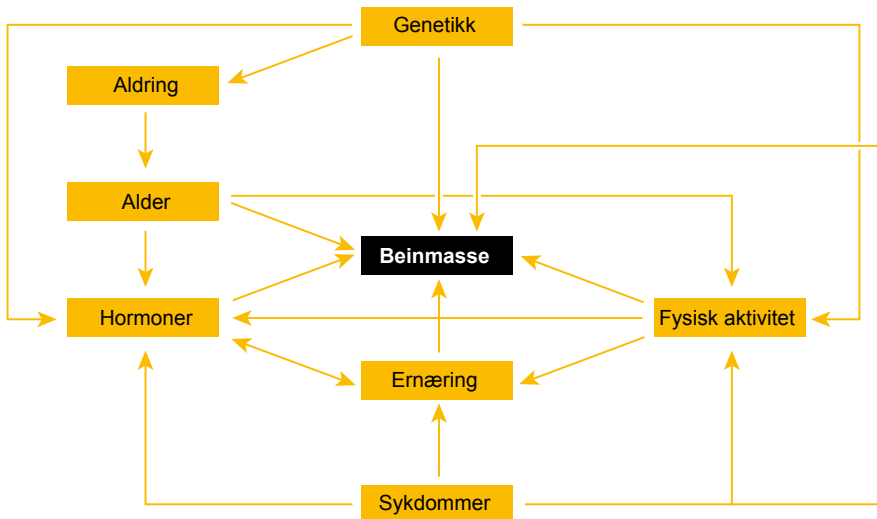 Genetikk
Aldring
Alder
Beinmasse
Hormoner
Fysisk aktivitet
Ernæring
Sykdommer